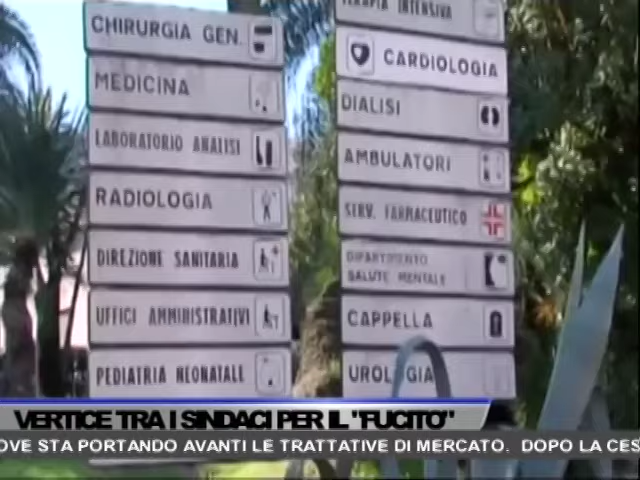 CHIRURGIA GEN.
MEDICINA
LABORATORIO ANALISI
RADIOLOGIA
DIREZIONE SANITARIA
UFFICI AMMINISTRATIVI
PEDIATRIA NEONATALE
TERAPIA INTENSIVA
CARDIOLOGIA
DIALISI
AMBULATORI
SERV. FARMACEUTICO
DIPARTIMENTO
SALUTE MENTALE
CAPPELLA
UROLOGIA
VERTICE TRA I SINDACI PER IL "FUCITO"
OVE STA PORTANDO AVANTI LE TRATTATIVE DI MERCATO. DOPO LA CES